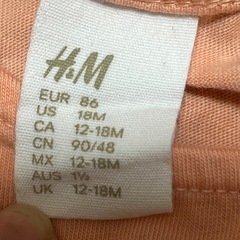 H&M
EUR 86
US 18M
CA 12-18M
CN 90/48
MX 12-18M
AUS 1½
UK 12-18M